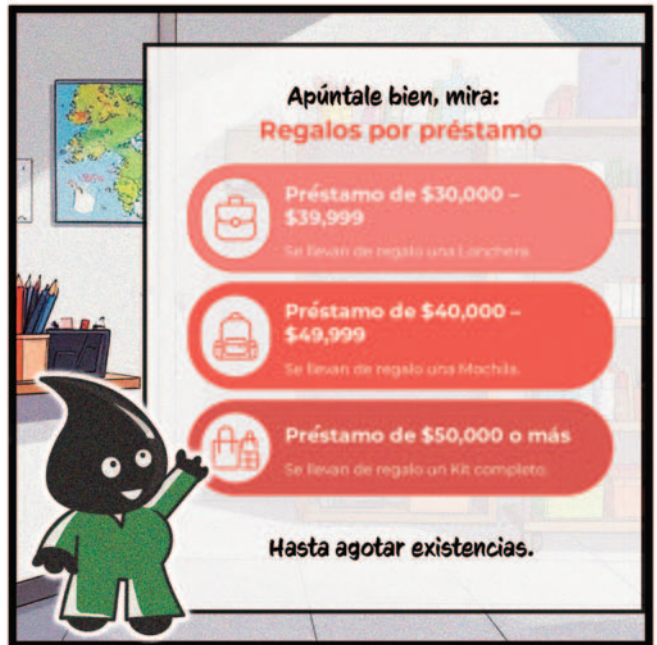 Apúntale bien, mira:
Regalos por préstamo
Préstamo de $30,000 –
$39,999
Se llevan de regalo una Lonchera.
Préstamo de $40,000 –
$49,999
Se llevan de regalo una Mochila.
Préstamo de $50,000 o más
Se llevan de regalo un Kit completo.
Hasta agotar existencias.